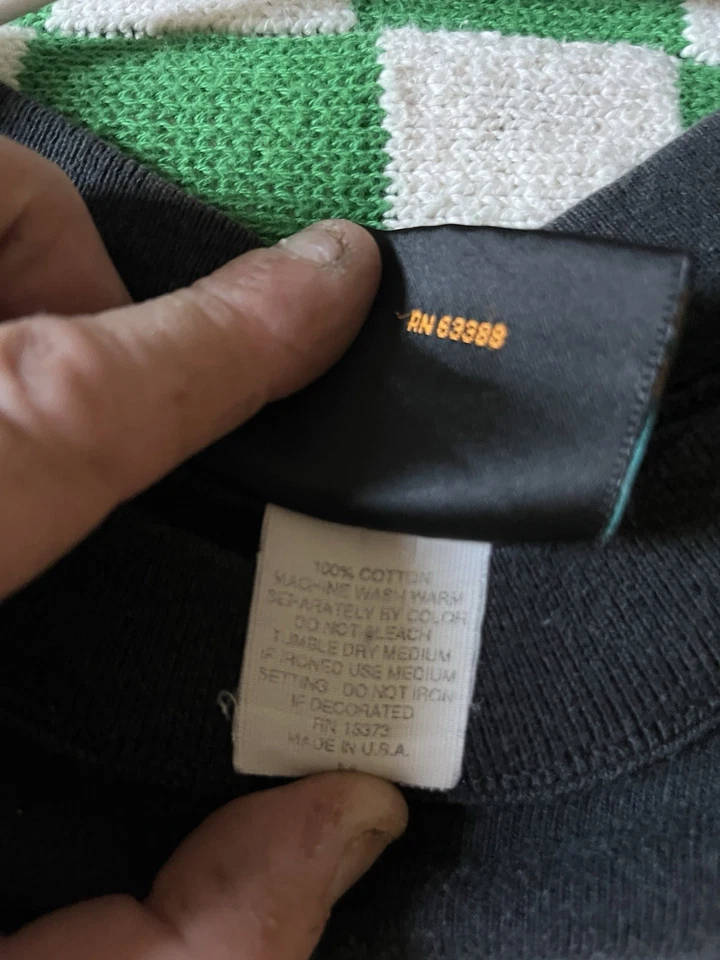 RN 63388
100% COTTON
MACHINE WASH WARM
SEPARATELY BY COLOR
DO NOT BLEACH
TUMBLE DRY MEDIUM
IF IRONED USE MEDIUM
SETTING DO NOT IRON
IF DECORATED
RN 15373
MADE IN U.S.A.